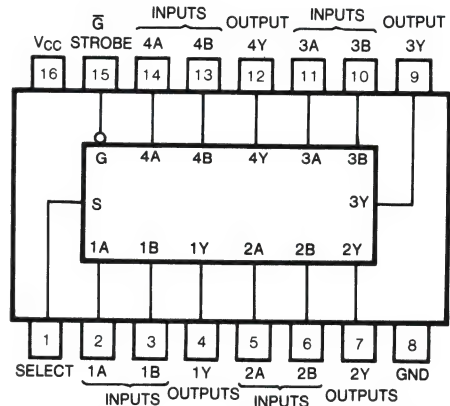 G̅ INPUTS OUTPUT INPUTS OUTPUT
VCC STROBE 4A 4B 4Y 3A 3B 3Y
16 15 14 13 12 11 10 9
G 4A 4B 4Y 3A 3B
S 3Y
1A 1B 1Y 2A 2B 2Y
1 2 3 4 5 6 7 8
SELECT 1A 1B 1Y 2A 2B 2Y GND
INPUTS OUTPUTS INPUTS OUTPUTS